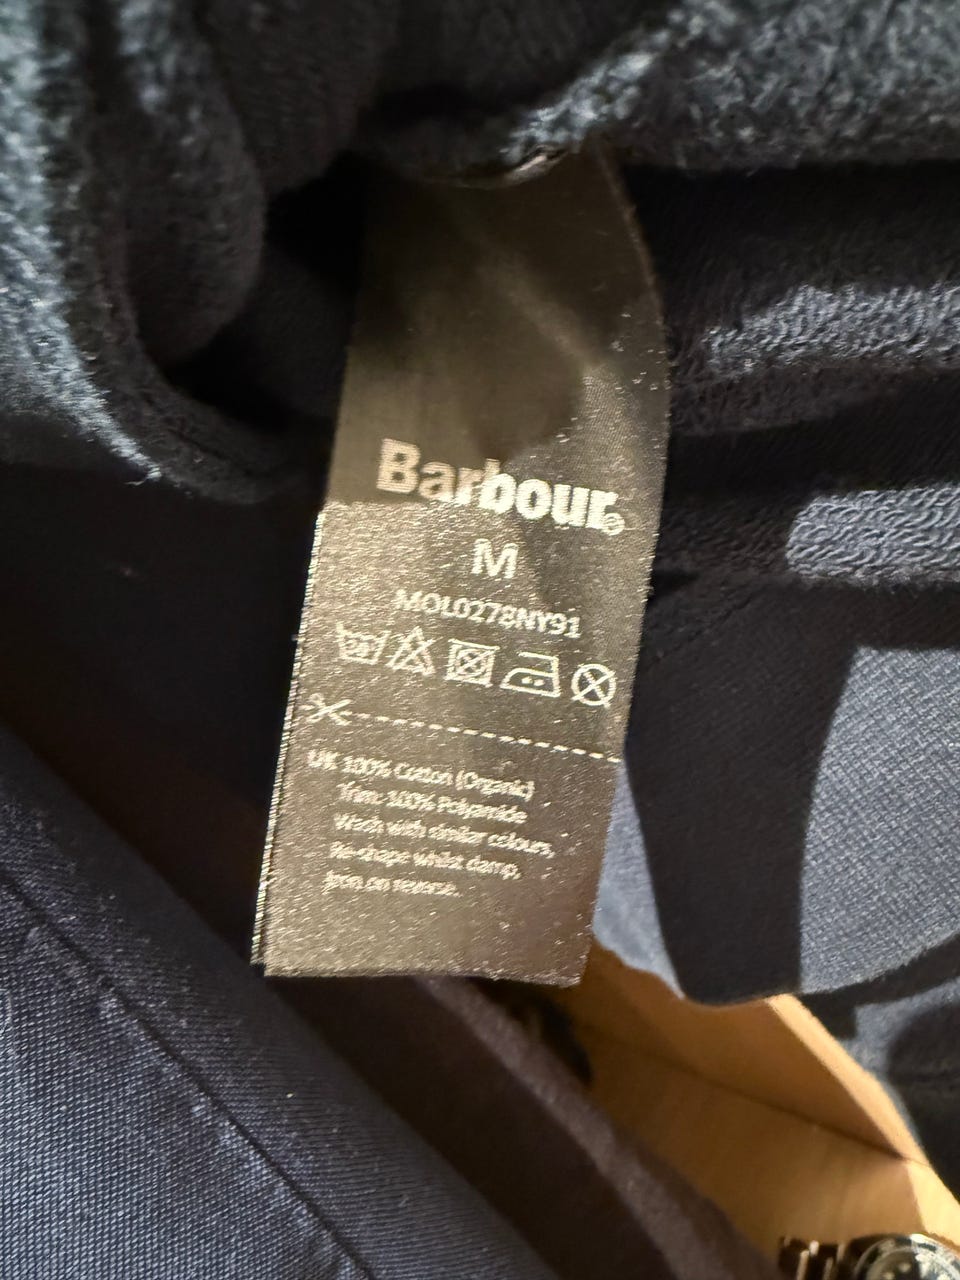 Barbour®
M
MOL0278NY91
UK 100% Cotton (Organic)
Trim: 100% Polyamide
Wash with similar colours,
Re-shape whilst damp,
Iron on reverse.